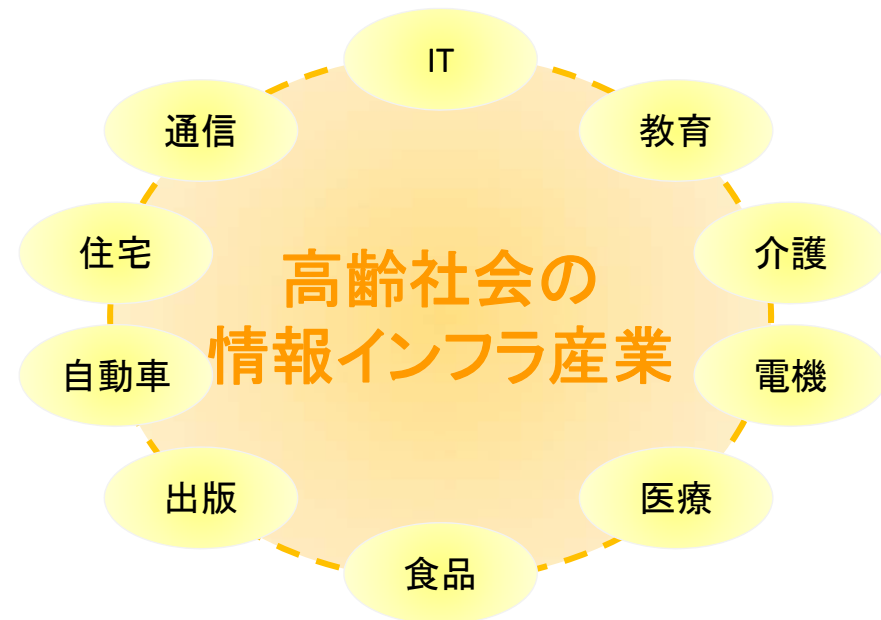 IT
通信
教育
住宅
介護
高齢社会の
情報インフラ産業
自動車
電機
出版
医療
食品